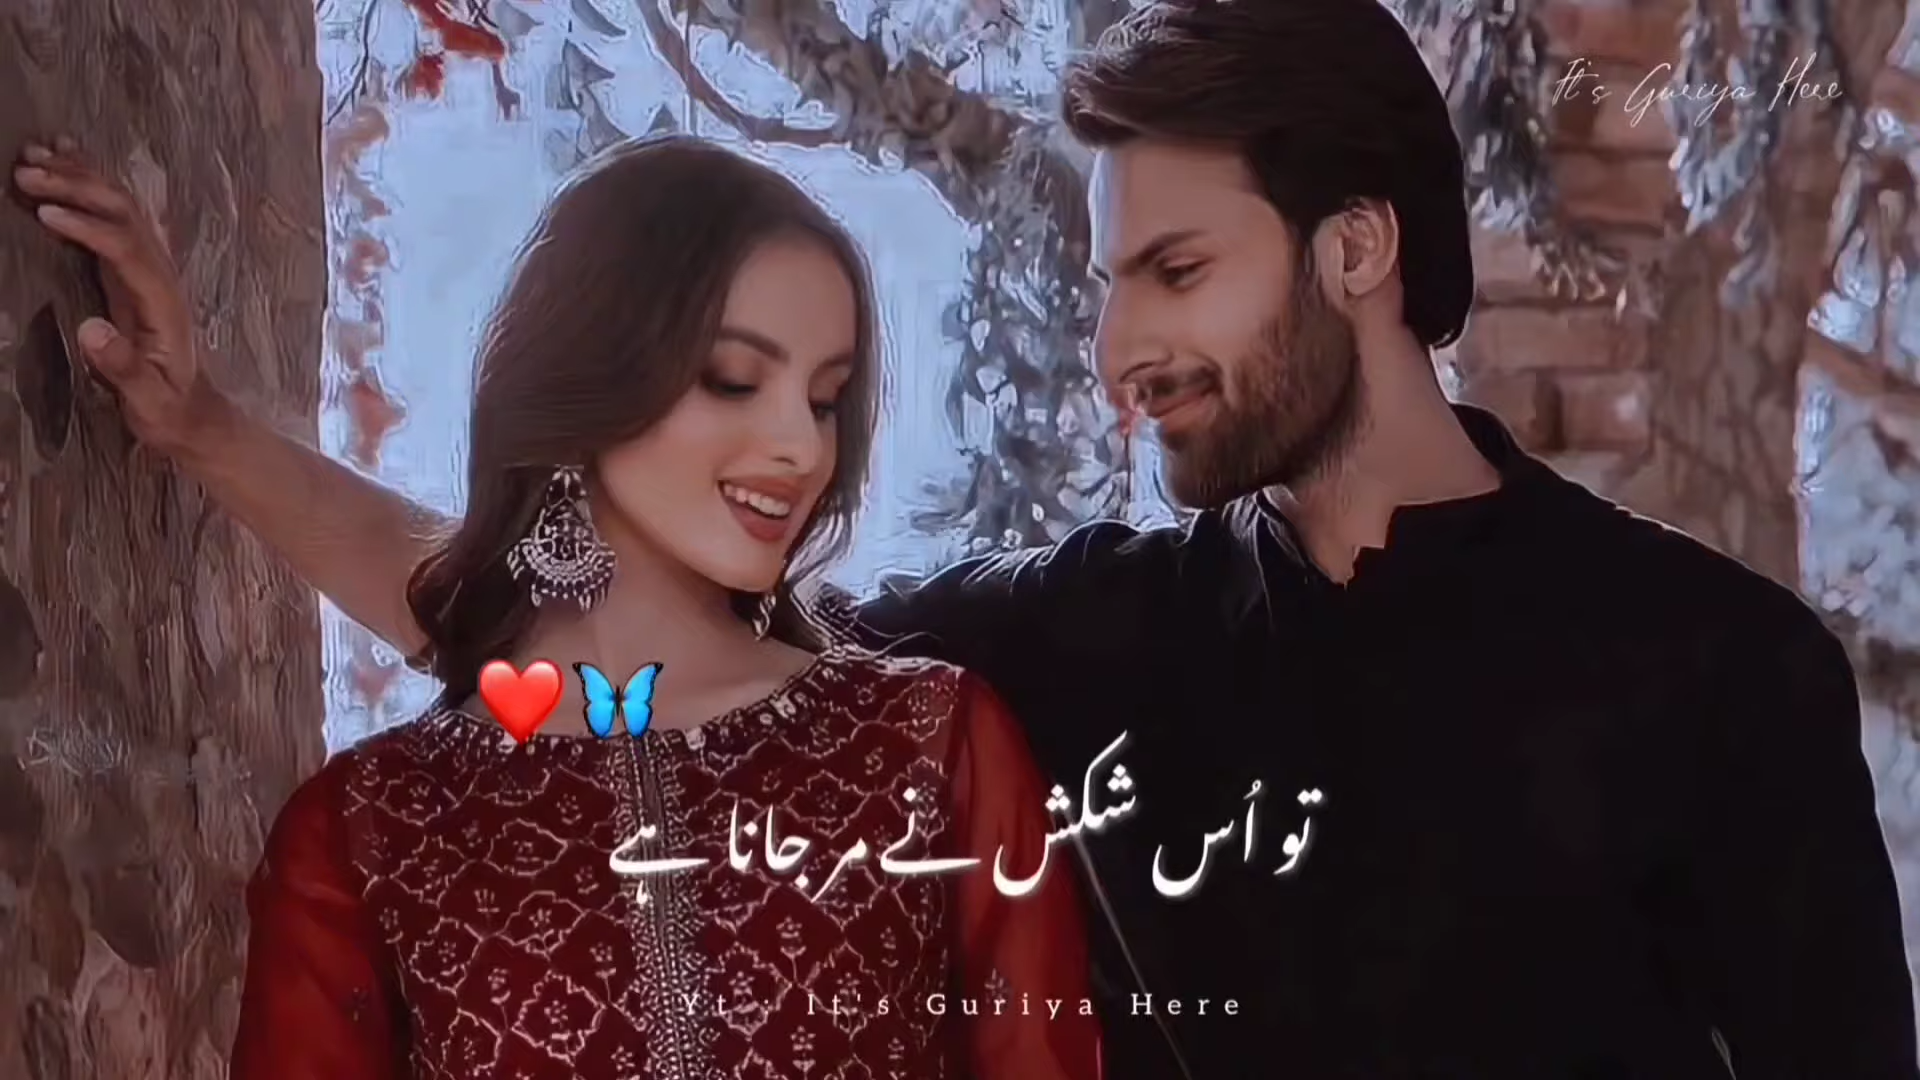 It's Guriya Here
تو اُس شکش نے مر جانا ہے
Yt : It's Guriya Here